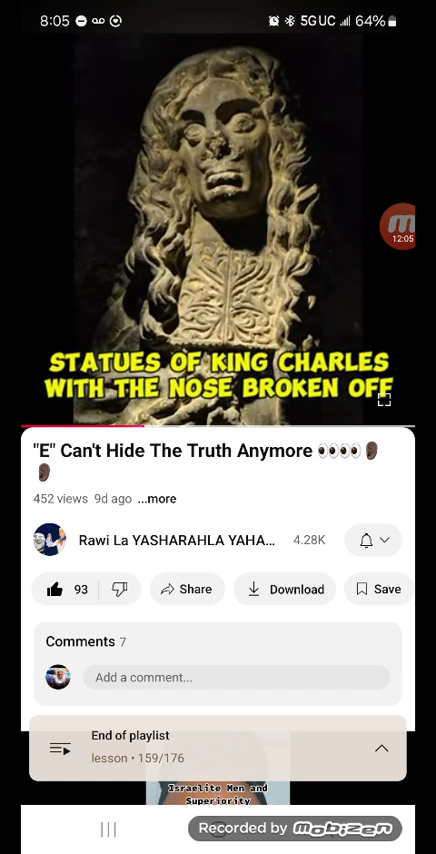 8:05 5GUC 64%
12:05
STATUES OF KING CHARLES
WITH THE NOSE BROKEN OFF
"E" Can't Hide The Truth Anymore 👀👀👂🏿
👂🏿
452 views 9d ago ...more
Rawi La YASHARAHLA YAHA... 4.28K
93 Share Download Save
Comments 7
Add a comment...
End of playlist
lesson • 159/176
Israelite Men and
Superiority
Recorded by mobizen